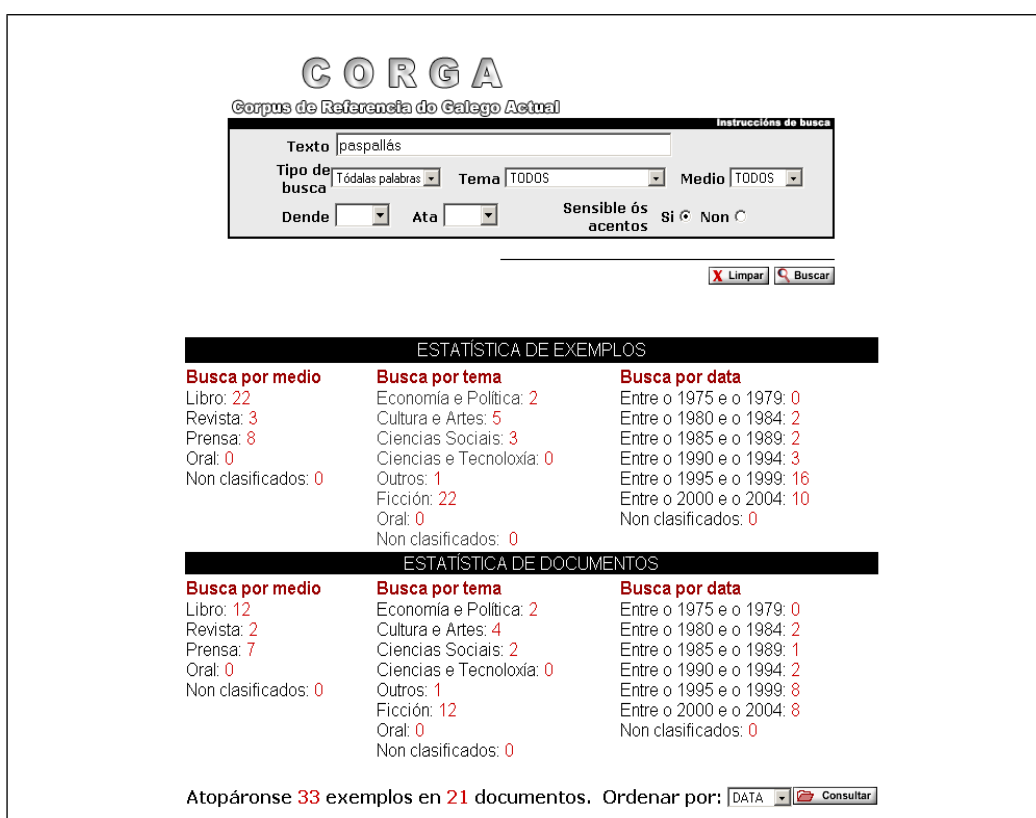 CORGA
Corpus de Referencia do Galego Actual
Instruccións de busca
Texto paspallás
Tipo de busca Tódalas palabras Tema TODOS Medio TODOS
Dende Ata Sensible ós acentos Si Non
Limpar Buscar
ESTATÍSTICA DE EXEMPLOS
Busca por medio
Libro: 22
Revista: 3
Prensa: 8
Oral: 0
Non clasificados: 0
Busca por tema
Economía e Política: 2
Cultura e Artes: 5
Ciencias Sociais: 3
Ciencias e Tecnoloxía: 0
Outros: 1
Ficción: 22
Oral: 0
Non clasificados: 0
Busca por data
Entre o 1975 e o 1979: 0
Entre o 1980 e o 1984: 2
Entre o 1985 e o 1989: 2
Entre o 1990 e o 1994: 3
Entre o 1995 e o 1999: 16
Entre o 2000 e o 2004: 10
Non clasificados: 0
ESTATÍSTICA DE DOCUMENTOS
Busca por medio
Libro: 12
Revista: 2
Prensa: 7
Oral: 0
Non clasificados: 0
Busca por tema
Economía e Política: 2
Cultura e Artes: 4
Ciencias Sociais: 2
Ciencias e Tecnoloxía: 0
Outros: 1
Ficción: 12
Oral: 0
Non clasificados: 0
Busca por data
Entre o 1975 e o 1979: 0
Entre o 1980 e o 1984: 2
Entre o 1985 e o 1989: 1
Entre o 1990 e o 1994: 2
Entre o 1995 e o 1999: 8
Entre o 2000 e o 2004: 8
Non clasificados: 0
Atopáronse 33 exemplos en 21 documentos. Ordenar por: DATA Consultar